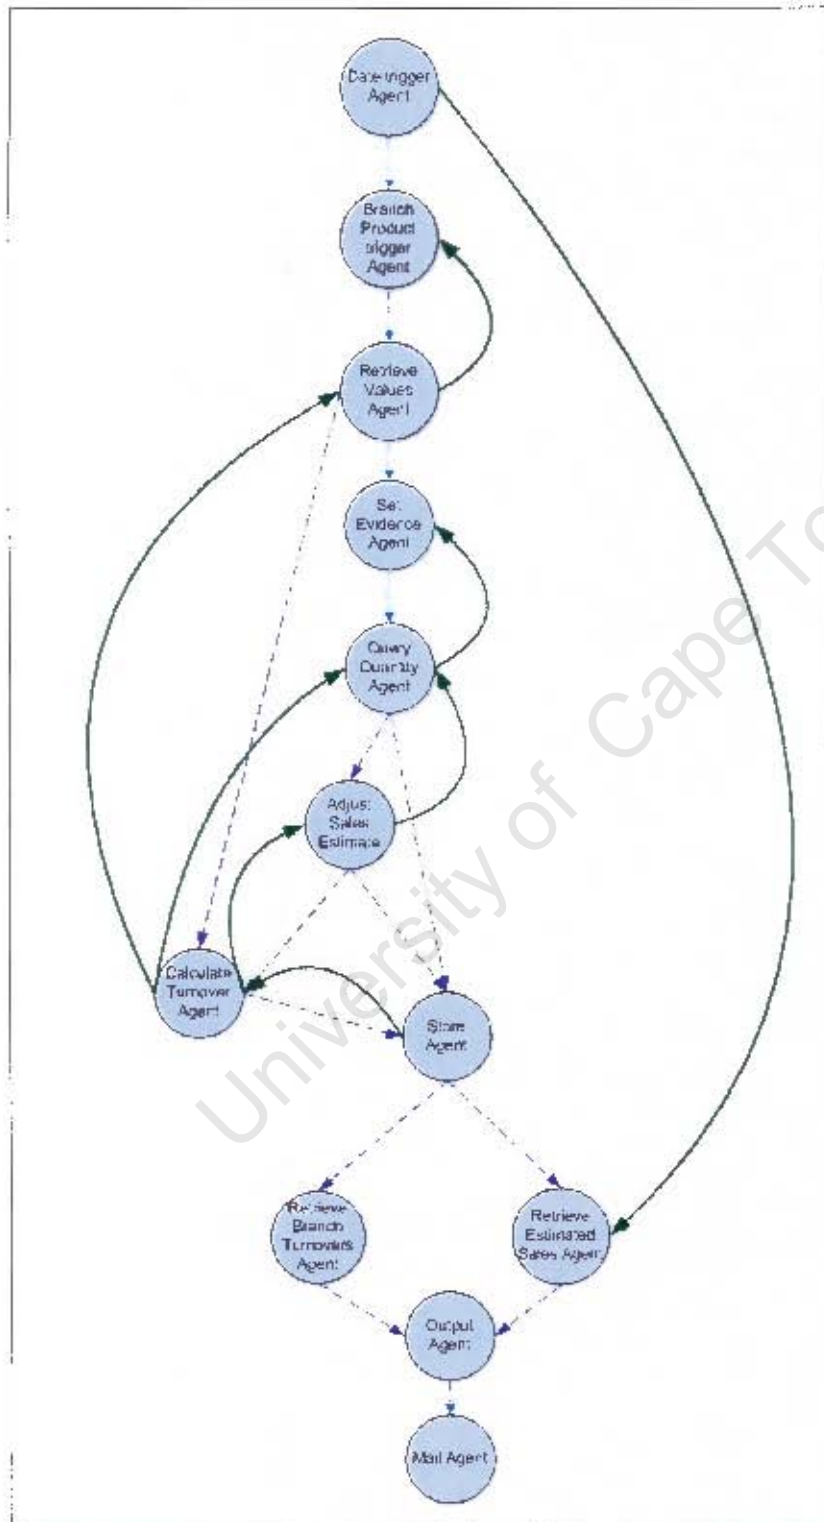 Date trigger
Agent
Branch
Product
trigger
Agent
Retrieve
Values
Agent
Set
Evidence
Agent
Query
Quantity
Agent
Adjust
Sales
Estimate
Calculate
Turnover
Agent
Store
Agent
Retrieve
Branch
Turnovers
Agent
Retrieve
Estimated
Sales Agent
Output
Agent
Mail Agent
University of Cape To